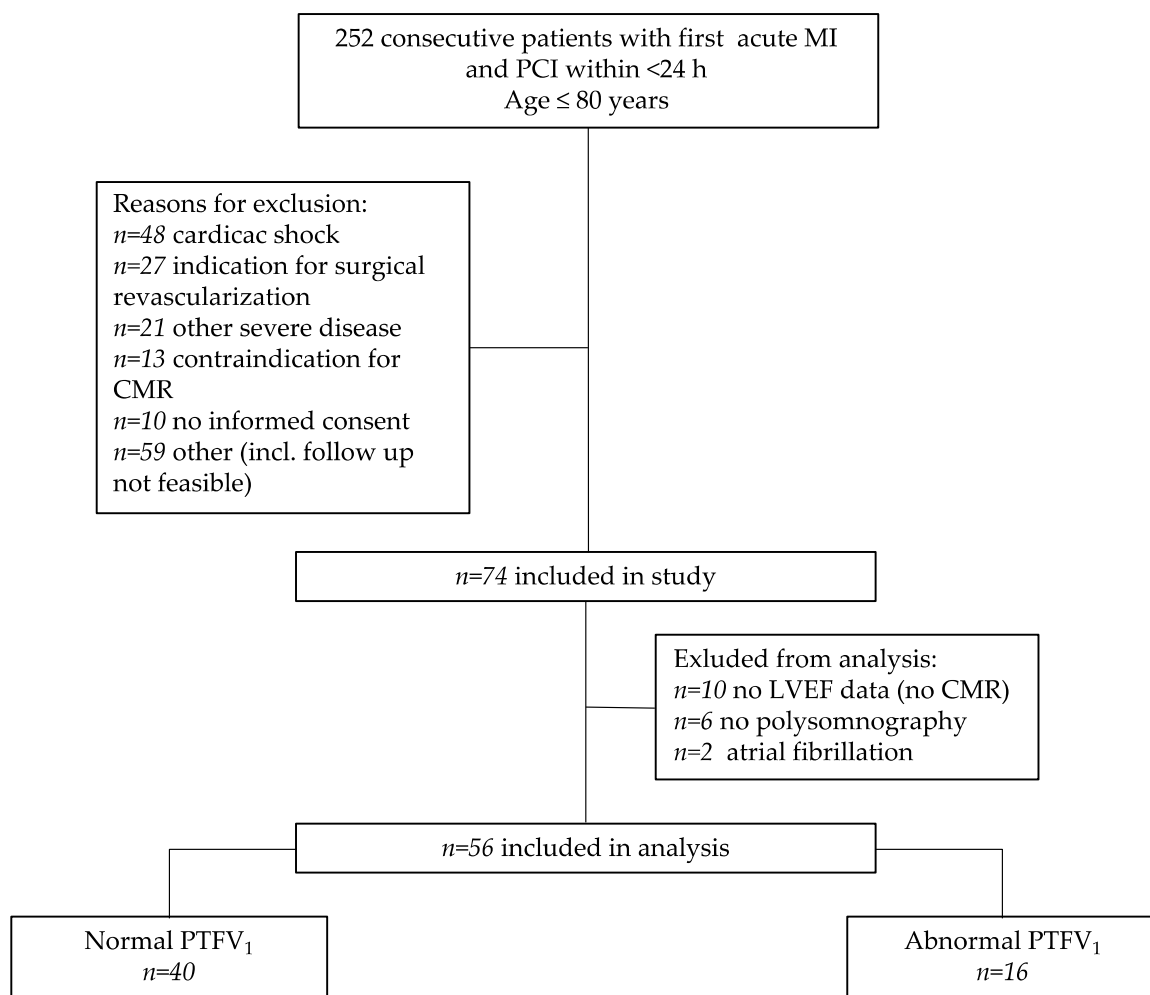 252 consecutive patients with first  acute MI
and PCI within <24 h
Age ≤ 80 years
Reasons for exclusion:
n=48 cardicac shock
n=27 indication for surgical
revascularization
n=21 other severe disease
n=13 contraindication for
CMR
n=10 no informed consent
n=59 other (incl. follow up
not feasible)
n=74 included in study
Exluded from analysis:
n=10 no LVEF data (no CMR)
n=6 no polysomnography
n=2  atrial fibrillation
n=56 included in analysis
Normal PTFV₁
n=40
Abnormal PTFV₁
n=16